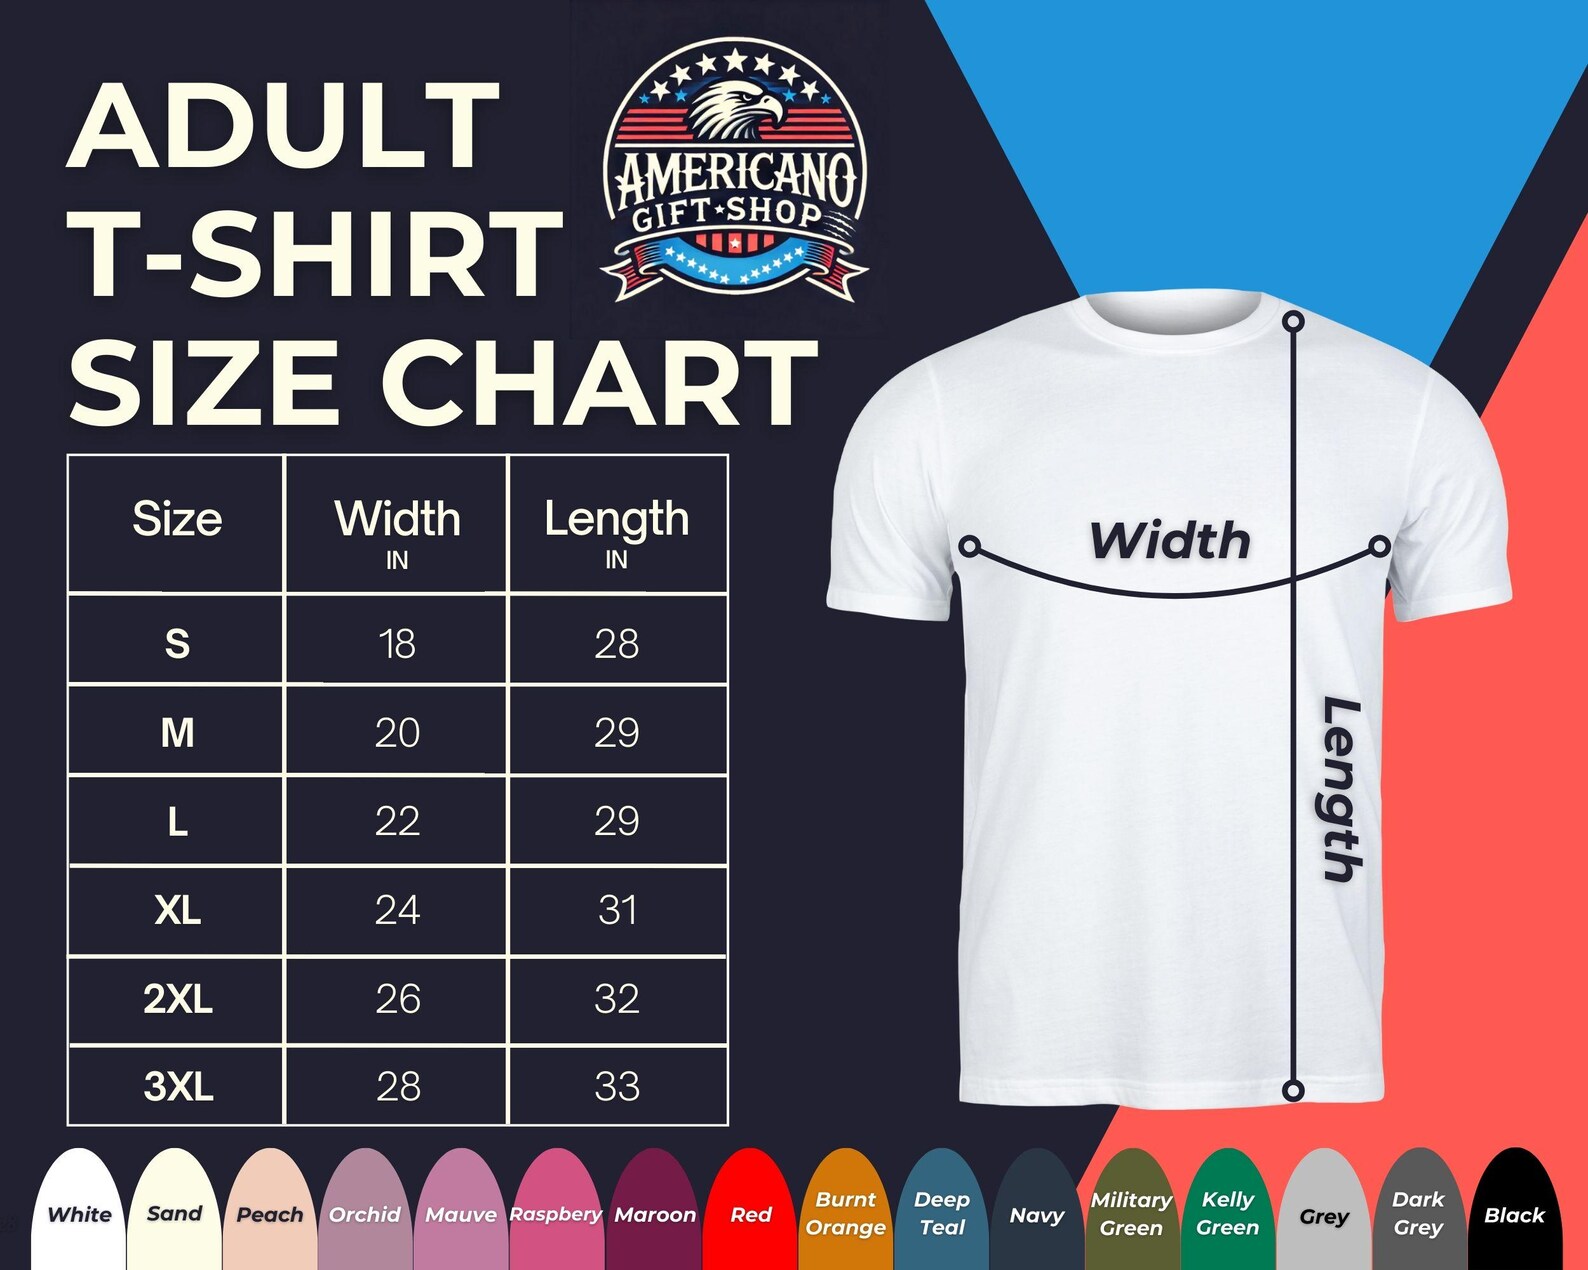 ADULT
T-SHIRT
SIZE CHART
AMERICANO
GIFT★SHOP
Size Width Length
IN IN
S 18 28
M 20 29
L 22 29
XL 24 31
2XL 26 32
3XL 28 33
Width
Length
White
Sand
Peach
Orchid
Mauve
Raspbery
Maroon
Red
Burnt
Orange
Deep
Teal
Navy
Military
Green
Kelly
Green
Grey
Dark
Grey
Black